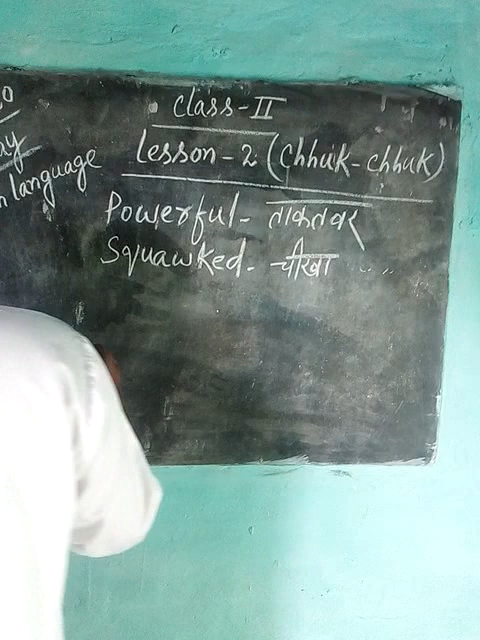 Class-II
Lesson-2 (Chhuk-chhuk)
Powerful- ताकतवर
Squawked- चीखा
language